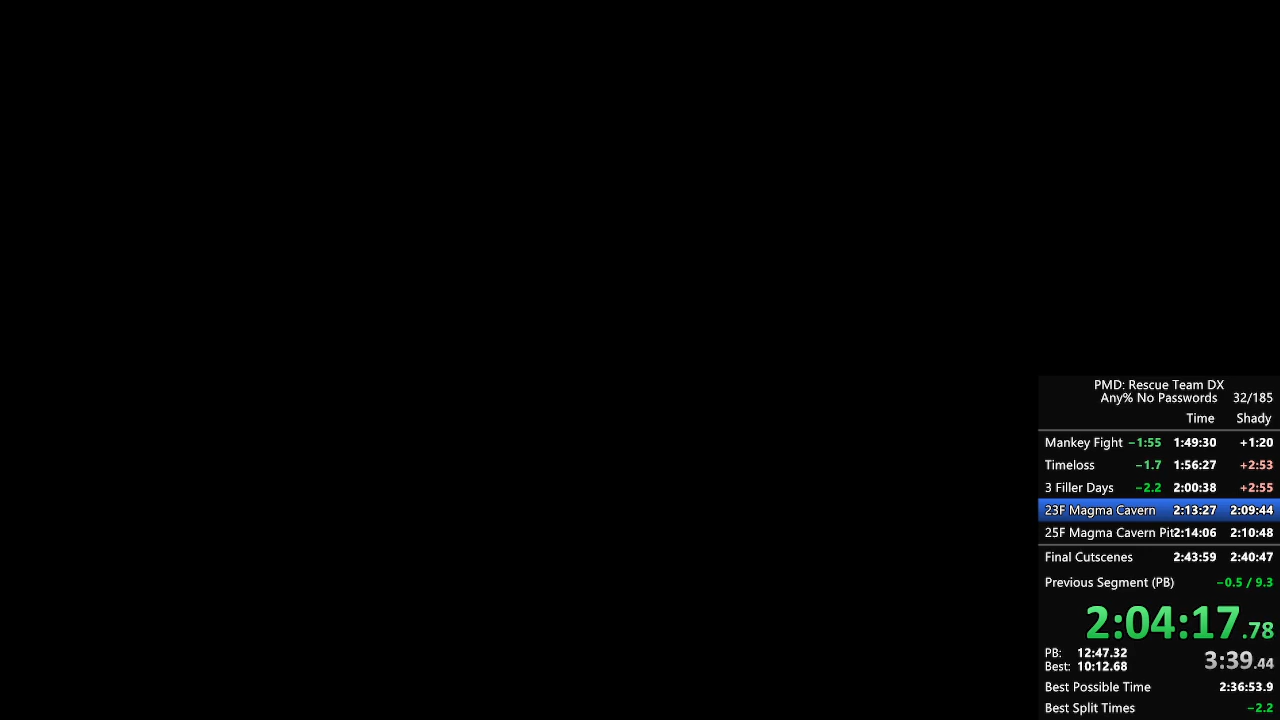 PMD: Rescue Team DX
Any% No Passwords 32/185
Time Shady
Mankey Fight −1:55 1:49:30 +1:20
Timeloss −1.7 1:56:27 +2:53
3 Filler Days −2.2 2:00:38 +2:55
23F Magma Cavern 2:13:27 2:09:44
25F Magma Cavern Pit 2:14:06 2:10:48
Final Cutscenes 2:43:59 2:40:47
Previous Segment (PB) −0.5 / 9.3
2:04:17.78
PB: 12:47.32
Best: 10:12.68
3:39.44
Best Possible Time 2:36:53.9
Best Split Times −2.2